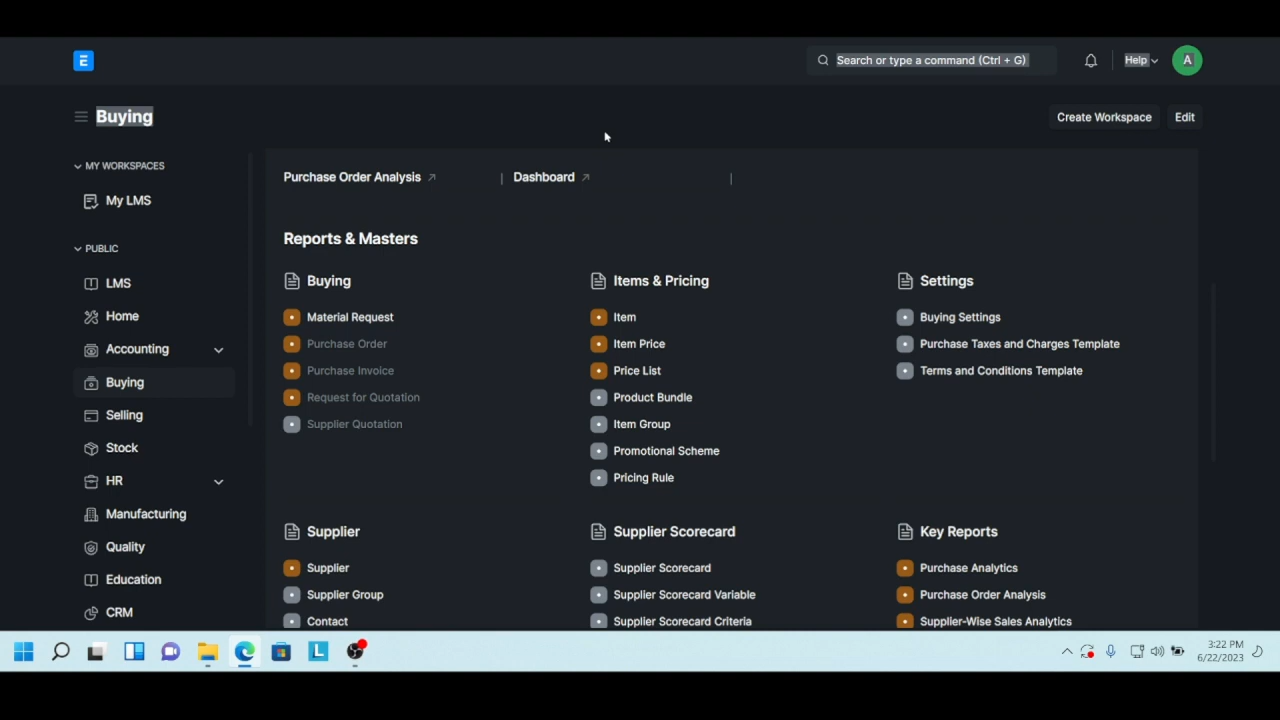 E
Search or type a command (Ctrl + G)
Help
A
Buying
Create Workspace
Edit
MY WORKSPACES
My LMS
PUBLIC
LMS
Home
Accounting
Buying
Selling
Stock
HR
Manufacturing
Quality
Education
CRM
Purchase Order Analysis
Dashboard
Reports & Masters
Buying
Material Request
Purchase Order
Purchase Invoice
Request for Quotation
Supplier Quotation
Items & Pricing
Item
Item Price
Price List
Product Bundle
Item Group
Promotional Scheme
Pricing Rule
Settings
Buying Settings
Purchase Taxes and Charges Template
Terms and Conditions Template
Supplier
Supplier
Supplier Group
Contact
Supplier Scorecard
Supplier Scorecard
Supplier Scorecard Variable
Supplier Scorecard Criteria
Key Reports
Purchase Analytics
Purchase Order Analysis
Supplier-Wise Sales Analytics
L
3:22 PM
6/22/2023